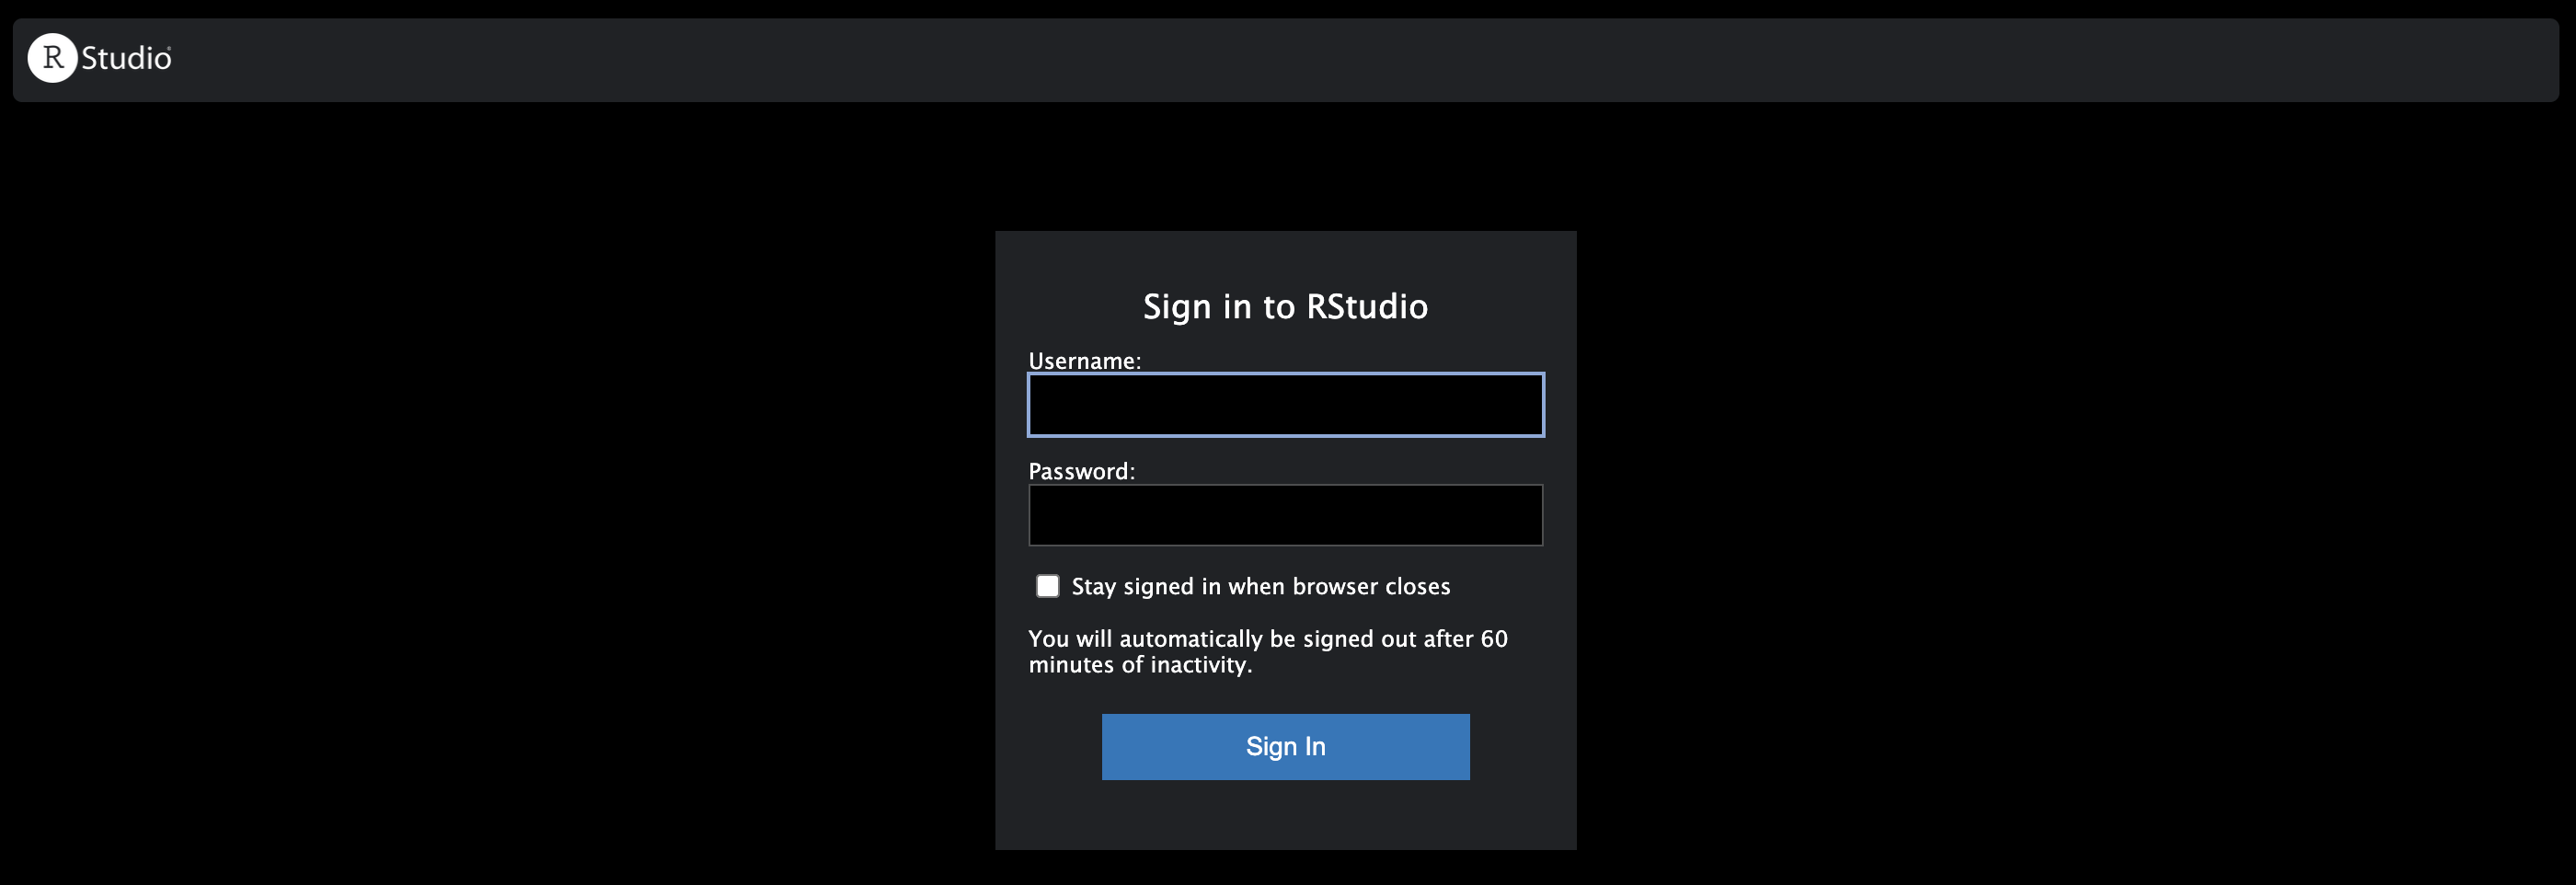 RStudio
Sign in to RStudio
Username:
Password:
Stay signed in when browser closes
You will automatically be signed out after 60
minutes of inactivity.
Sign In